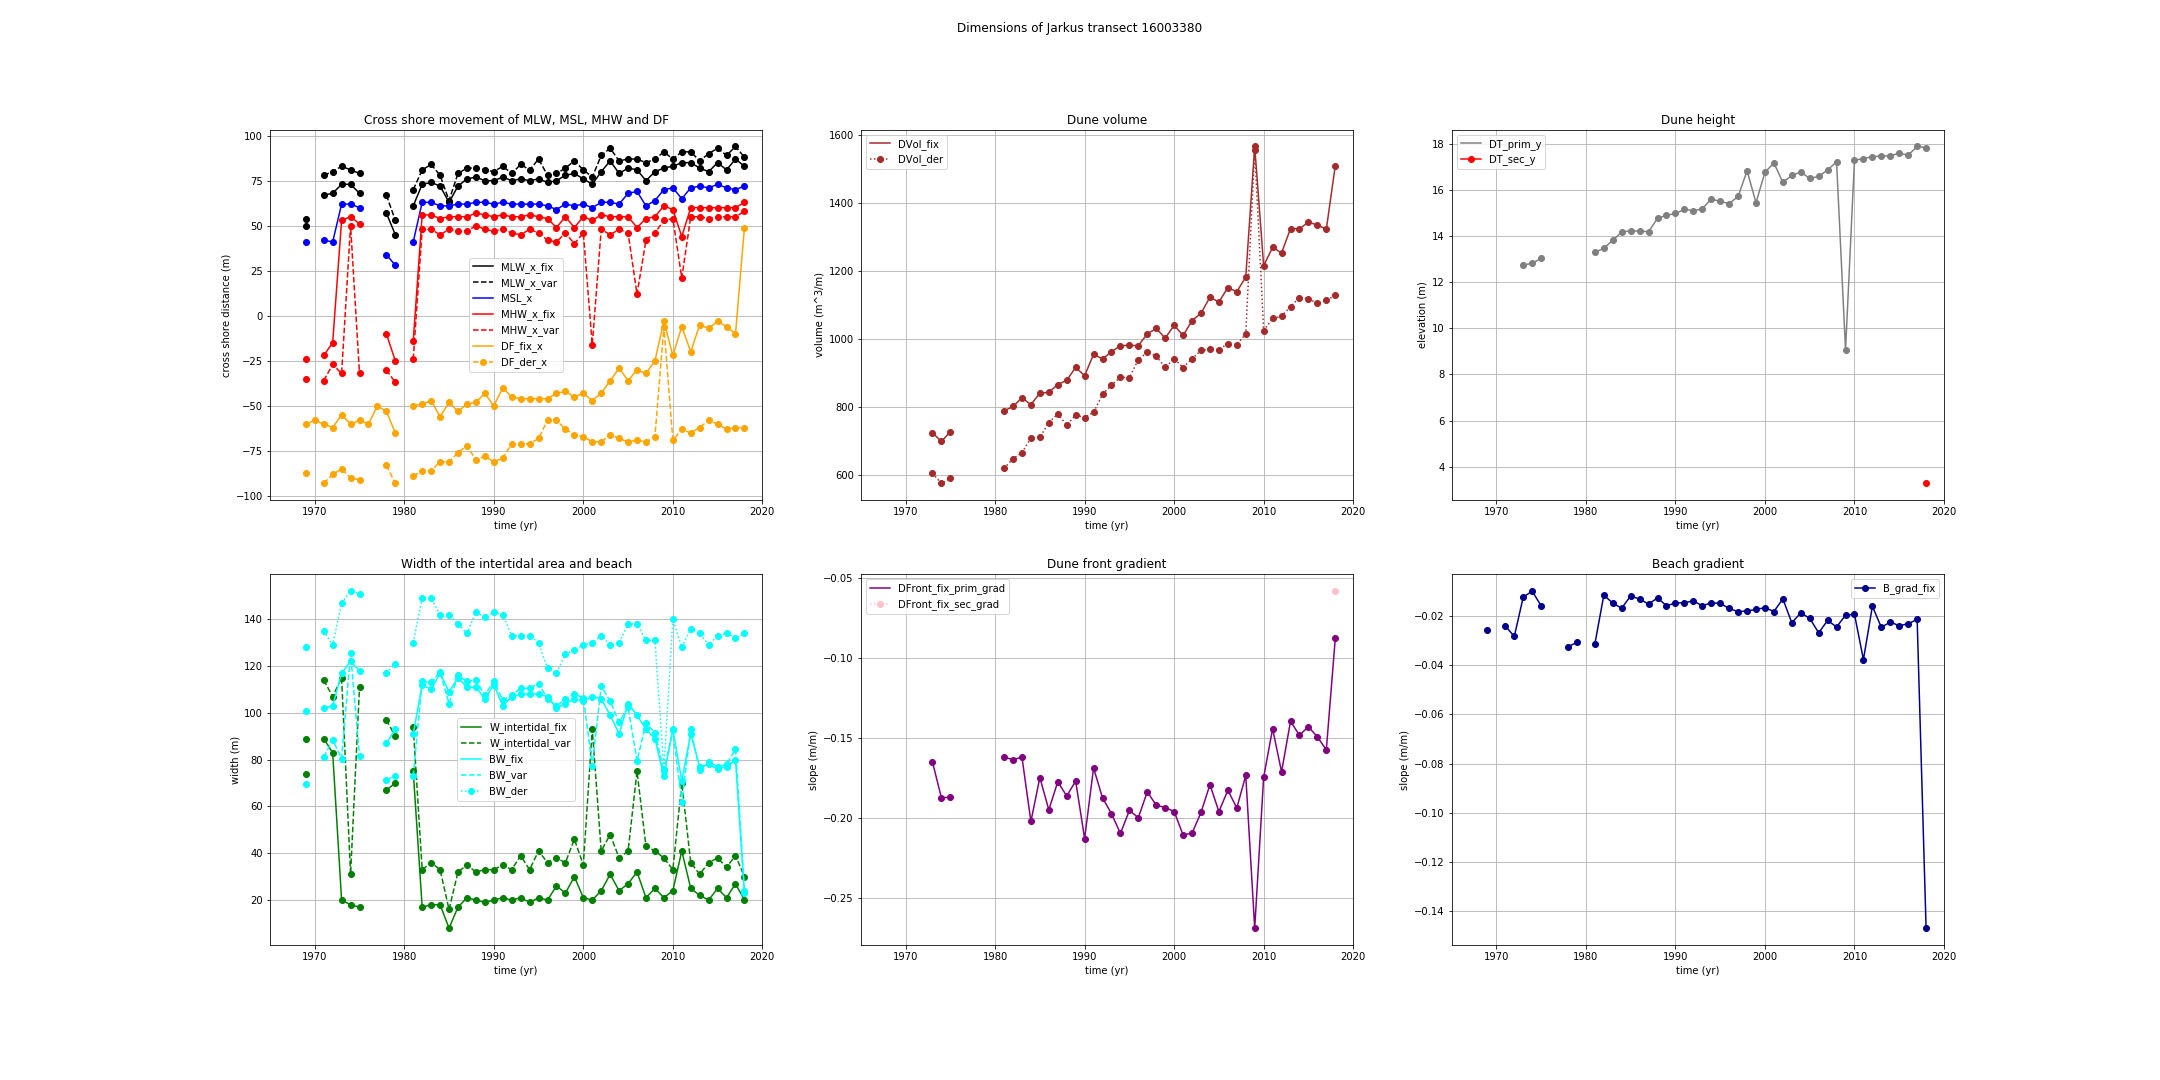 Dimensions of Jarkus transect 16003380
Cross shore movement of MLW, MSL, MHW and DF
cross shore distance (m)
100
75
50
25
0
−25
−50
−75
−100
MLW_x_fix
MLW_x_var
MSL_x
MHW_x_fix
MHW_x_var
DF_fix_x
DF_der_x
1970 1980 1990 2000 2010 2020
time (yr)
Dune volume
volume (m^3/m)
1600
1400
1200
1000
800
600
DVol_fix
DVol_der
1970 1980 1990 2000 2010 2020
time (yr)
Dune height
elevation (m)
18
16
14
12
10
8
6
4
DT_prim_y
DT_sec_y
1970 1980 1990 2000 2010 2020
time (yr)
Width of the intertidal area and beach
width (m)
140
120
100
80
60
40
20
W_intertidal_fix
W_intertidal_var
BW_fix
BW_var
BW_der
1970 1980 1990 2000 2010 2020
time (yr)
Dune front gradient
slope (m/m)
−0.05
−0.10
−0.15
−0.20
−0.25
DFront_fix_prim_grad
DFront_fix_sec_grad
1970 1980 1990 2000 2010 2020
time (yr)
Beach gradient
slope (m/m)
−0.02
−0.04
−0.06
−0.08
−0.10
−0.12
−0.14
B_grad_fix
1970 1980 1990 2000 2010 2020
time (yr)